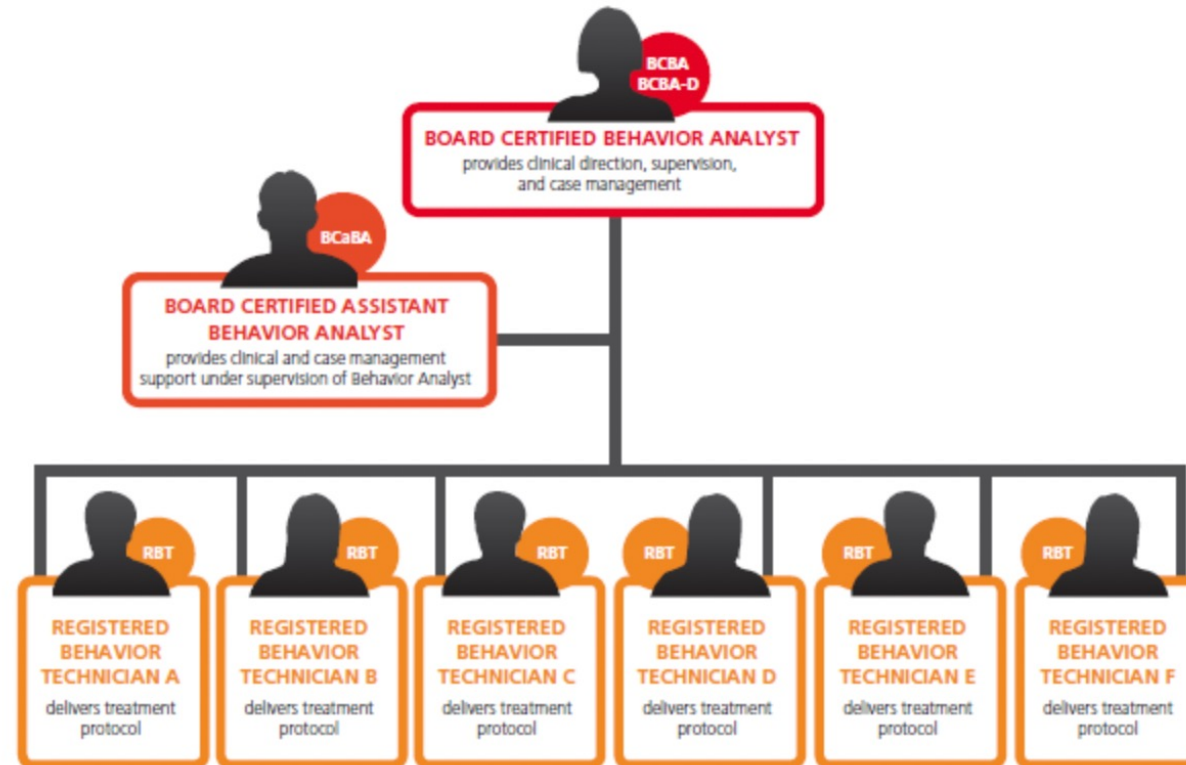 BCBA
BCBA-D
BOARD CERTIFIED BEHAVIOR ANALYST
provides clinical direction, supervision,
and case management
BCaBA
BOARD CERTIFIED ASSISTANT
BEHAVIOR ANALYST
provides clinical and case management
support under supervision of Behavior Analyst
RBT
REGISTERED
BEHAVIOR
TECHNICIAN A
delivers treatment
protocol
RBT
REGISTERED
BEHAVIOR
TECHNICIAN B
delivers treatment
protocol
RBT
REGISTERED
BEHAVIOR
TECHNICIAN C
delivers treatment
protocol
RBT
REGISTERED
BEHAVIOR
TECHNICIAN D
delivers treatment
protocol
RBT
REGISTERED
BEHAVIOR
TECHNICIAN E
delivers treatment
protocol
RBT
REGISTERED
BEHAVIOR
TECHNICIAN F
delivers treatment
protocol